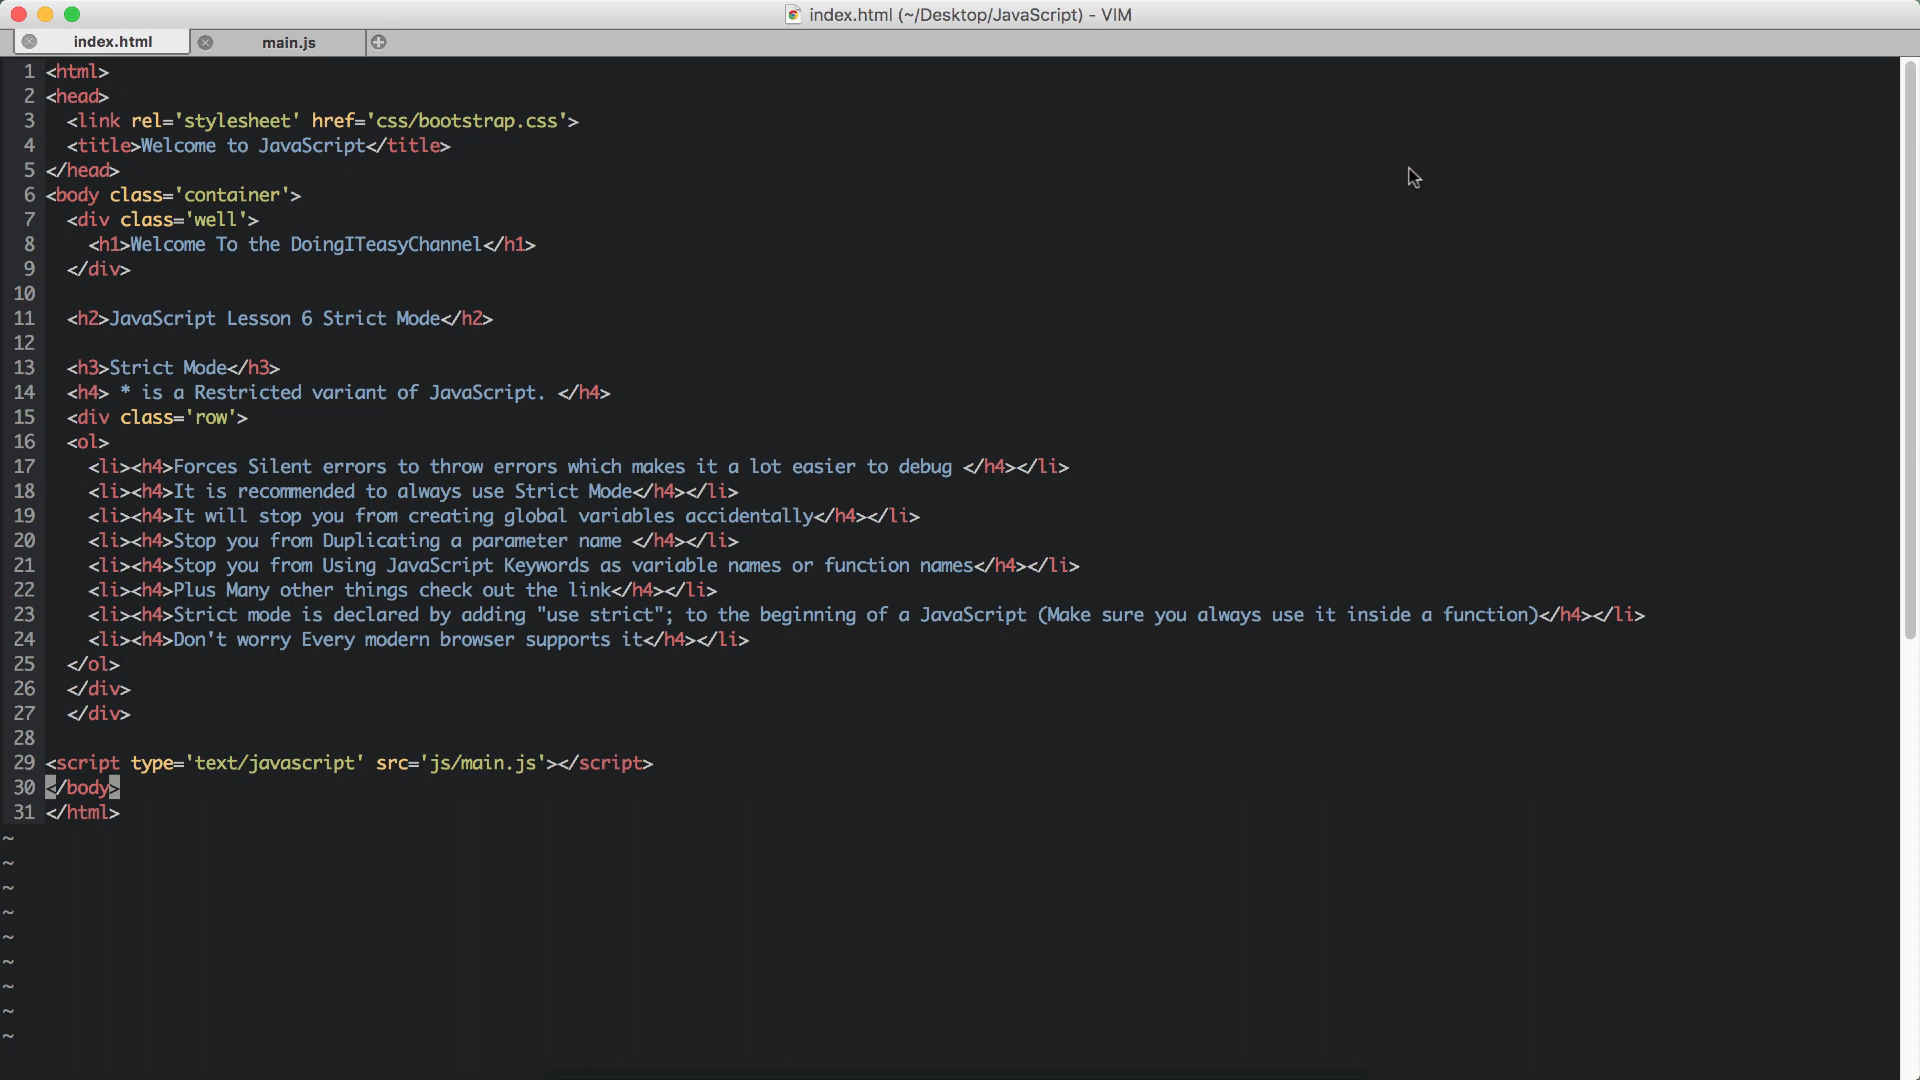 index.html (~/Desktop/JavaScript) - VIM
index.html main.js
1 <html>
2 <head>
3   <link rel='stylesheet' href='css/bootstrap.css'>
4   <title>Welcome to JavaScript</title>
5 </head>
6 <body class='container'>
7   <div class='well'>
8     <h1>Welcome To the DoingITeasyChannel</h1>
9   </div>
10
11   <h2>JavaScript Lesson 6 Strict Mode</h2>
12
13   <h3>Strict Mode</h3>
14   <h4> * is a Restricted variant of JavaScript. </h4>
15   <div class='row'>
16   <ol>
17     <li><h4>Forces Silent errors to throw errors which makes it a lot easier to debug </h4></li>
18     <li><h4>It is recommended to always use Strict Mode</h4></li>
19     <li><h4>It will stop you from creating global variables accidentally</h4></li>
20     <li><h4>Stop you from Duplicating a parameter name </h4></li>
21     <li><h4>Stop you from Using JavaScript Keywords as variable names or function names</h4></li>
22     <li><h4>Plus Many other things check out the link</h4></li>
23     <li><h4>Strict mode is declared by adding "use strict"; to the beginning of a JavaScript (Make sure you always use it inside a function)</h4></li>
24     <li><h4>Don't worry Every modern browser supports it</h4></li>
25   </ol>
26   </div>
27   </div>
28
29 <script type='text/javascript' src='js/main.js'></script>
30 </body>
31 </html>
~
~
~
~
~
~
~
~
~